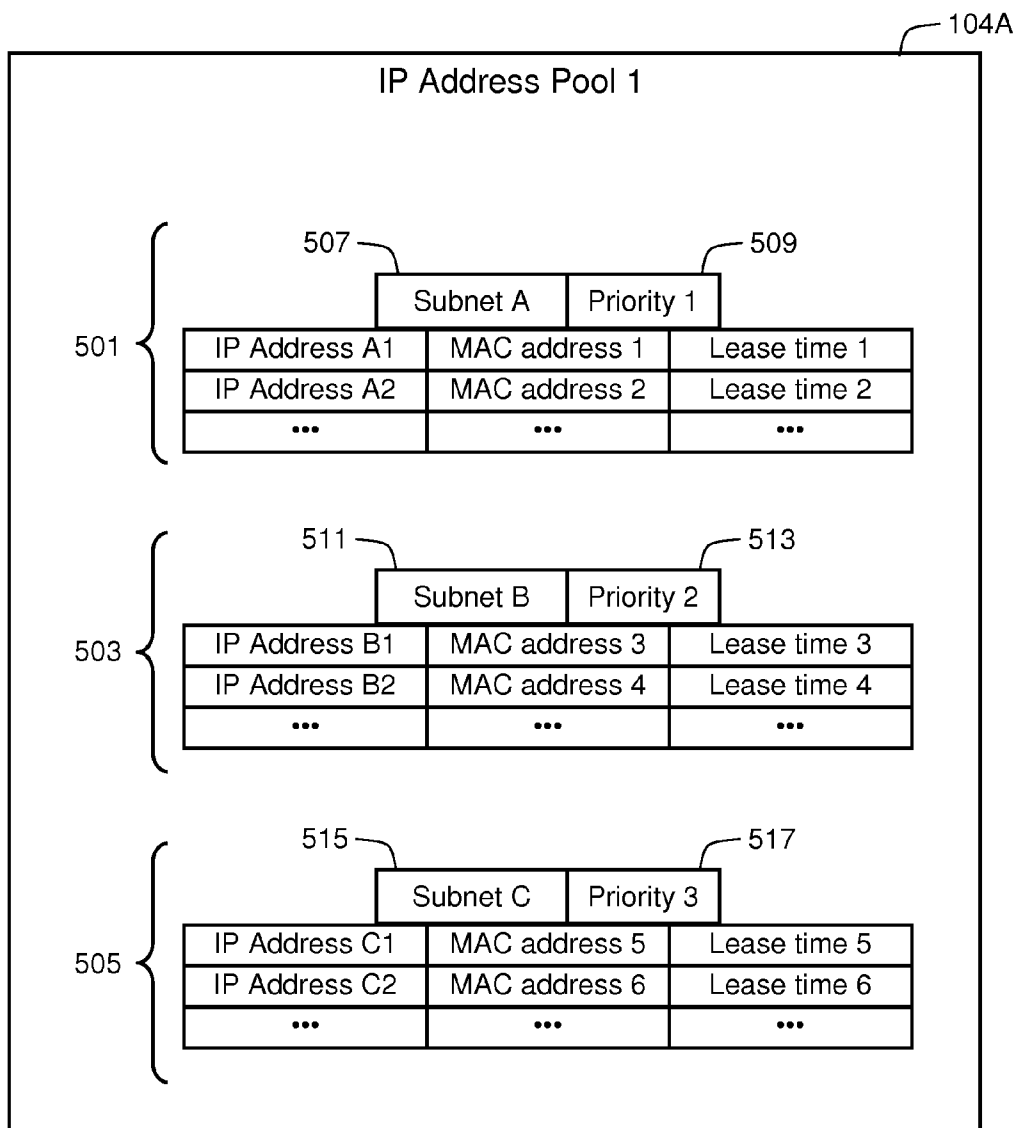 104A
IP Address Pool 1
507 509
Subnet A Priority 1
501
IP Address A1 MAC address 1 Lease time 1
IP Address A2 MAC address 2 Lease time 2
••• ••• •••
511 513
Subnet B Priority 2
503
IP Address B1 MAC address 3 Lease time 3
IP Address B2 MAC address 4 Lease time 4
••• ••• •••
515 517
Subnet C Priority 3
505
IP Address C1 MAC address 5 Lease time 5
IP Address C2 MAC address 6 Lease time 6
••• ••• •••